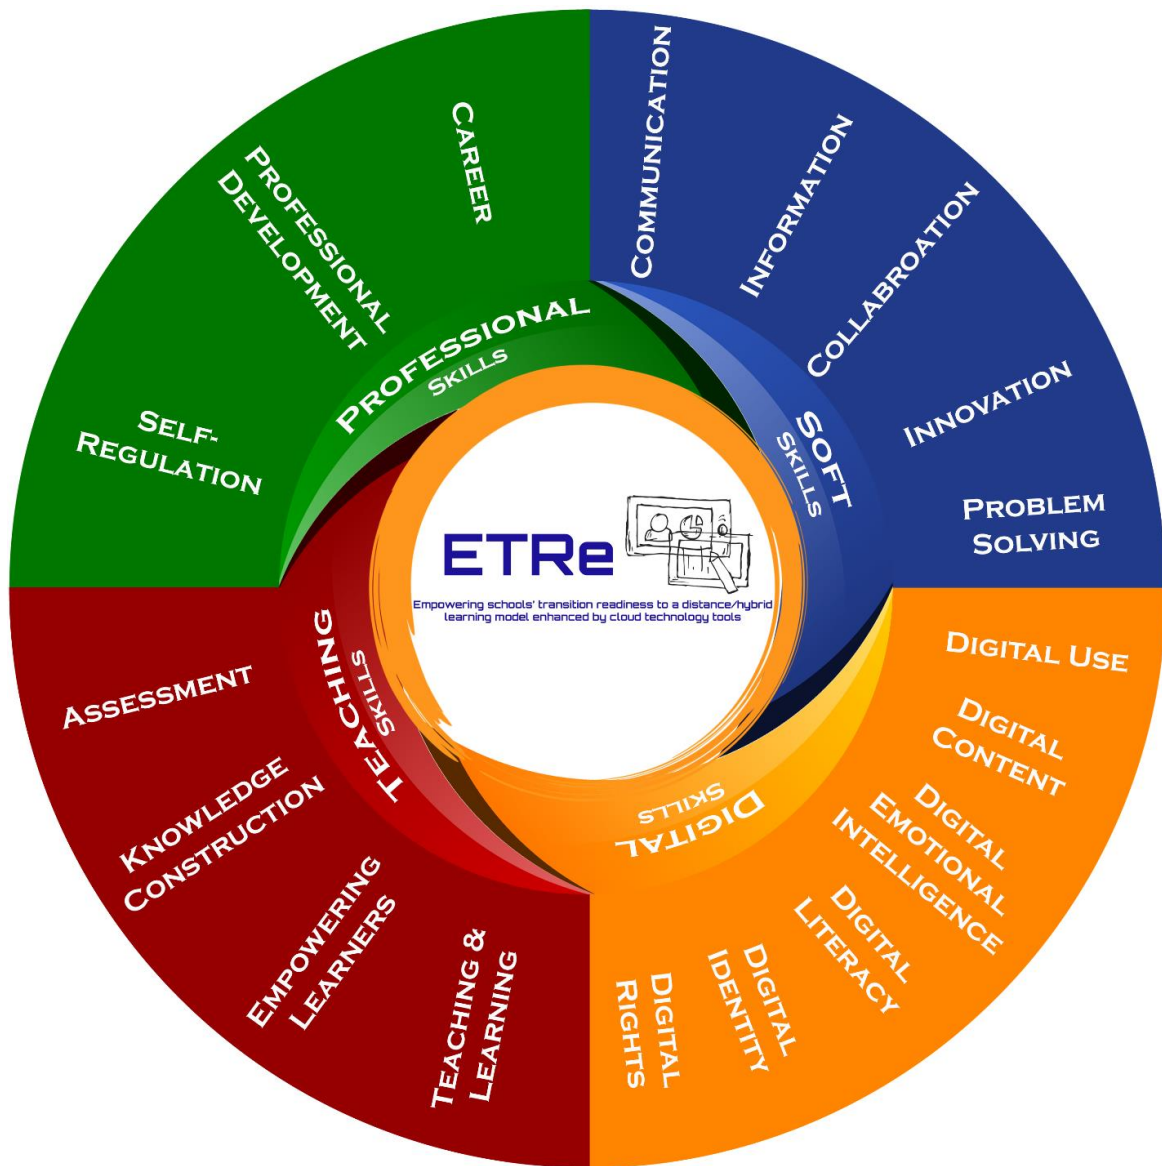 CAREER
PROFESSIONAL
DEVELOPMENT
SELF-
REGULATION
PROFESSIONAL
SKILLS
COMMUNICATION
INFORMATION
COLLABROATION
INNOVATION
PROBLEM
SOLVING
SOFT
SKILLS
ETRe
Empowering schools' transition readiness to a distance/hybrid
learning model enhanced by cloud technology tools
DIGITAL USE
DIGITAL
CONTENT
DIGITAL
EMOTIONAL
INTELLIGENCE
DIGITAL
LITERACY
DIGITAL
IDENTITY
DIGITAL
RIGHTS
DIGITAL
SKILLS
TEACHING
SKILLS
ASSESSMENT
KNOWLEDGE
CONSTRUCTION
EMPOWERING
LEARNERS
TEACHING &
LEARNING